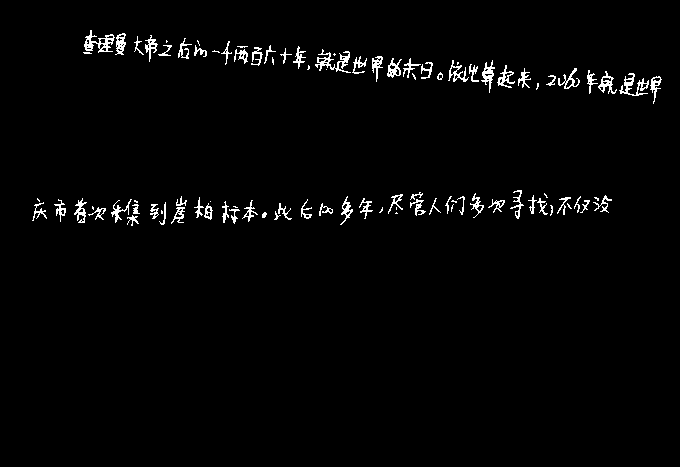 查理曼大帝之后的一千两百六十年，就是世界的末日。依此算起来，2060年就是世界
庆市首次采集到崖柏标本。此后100多年，尽管人们多次寻找，不仅没